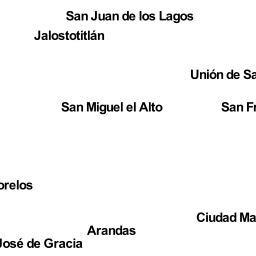 San Juan de los Lagos
Jalostotitlán
Unión de Sa
San Miguel el Alto
San Fr
orelos
Ciudad Ma
Arandas
José de Gracia